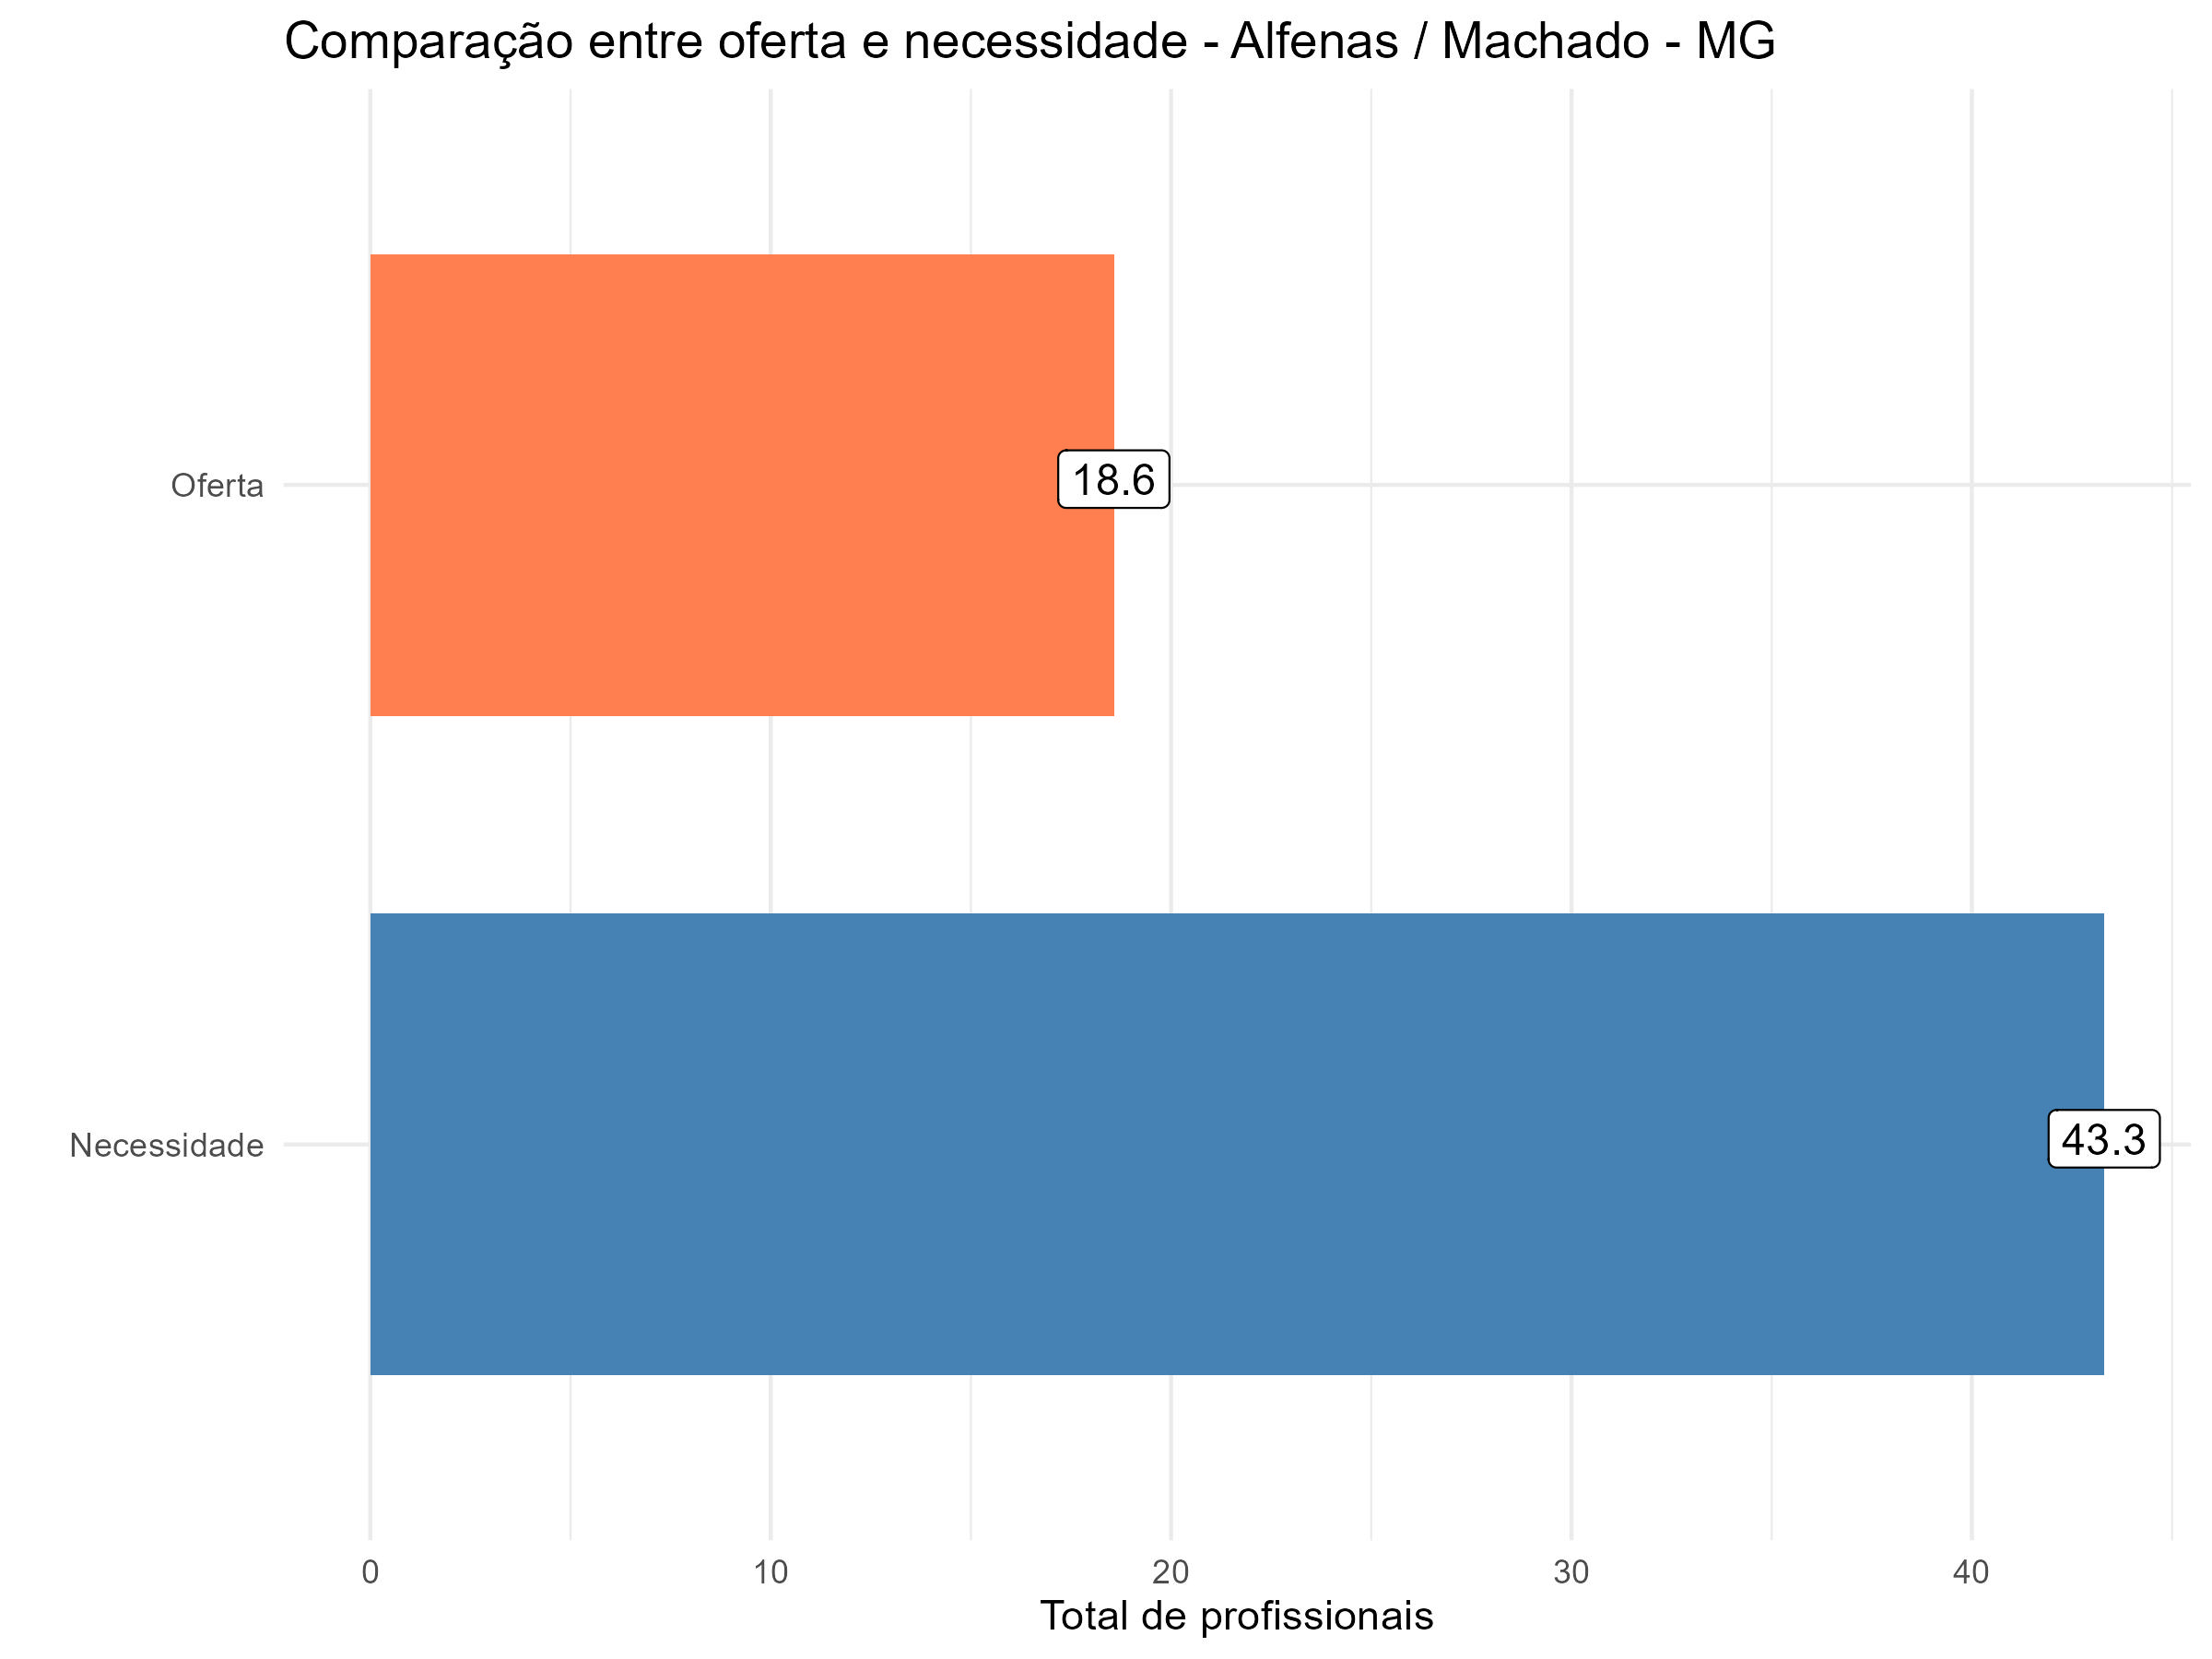 Comparação entre oferta e necessidade - Alfenas / Machado - MG
Oferta
18.6
Necessidade
43.3
0 10 20 30 40
Total de profissionais